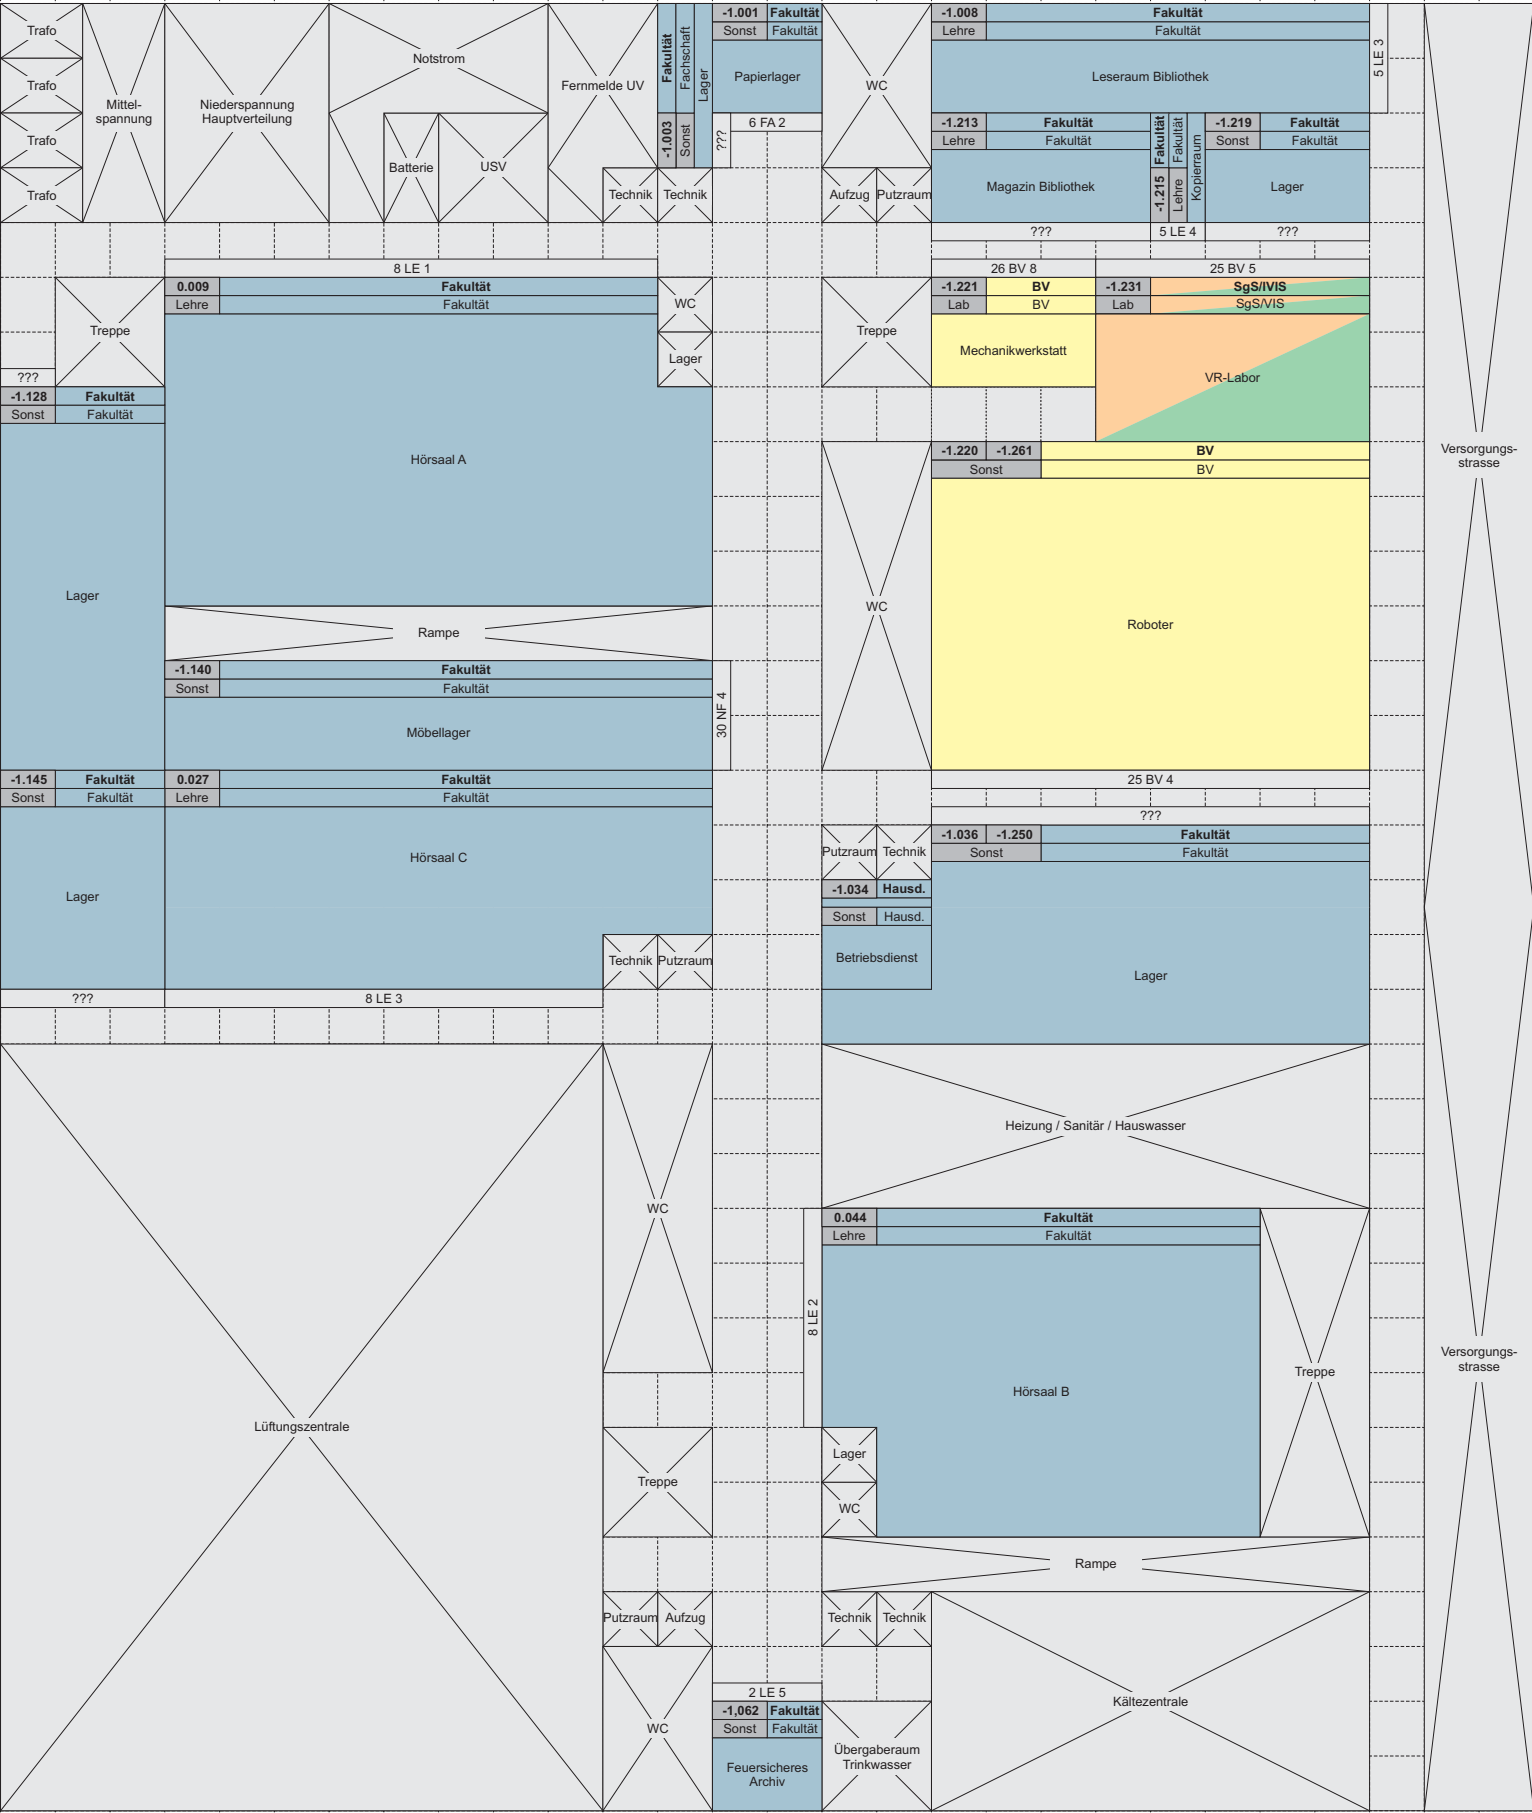 Trafo
Trafo
Trafo
Trafo
Mittel-
spannung
Niederspannung
Hauptverteilung
Notstrom
Batterie
USV
Fernmelde UV
Technik
Technik
-1.003 Fakultät
Sonst Fachschaft
Lager
???
-1.001 Fakultät
Sonst Fakultät
Papierlager
6 FA 2
WC
Aufzug
Putzraum
-1.008 Fakultät
Lehre Fakultät
Leseraum Bibliothek
5 LE 3
-1.213 Fakultät
Lehre Fakultät
Magazin Bibliothek
???
-1.215 Fakultät
Lehre Fakultät
Kopierraum
5 LE 4
-1.219 Fakultät
Sonst Fakultät
Lager
???
Treppe
???
-1.128 Fakultät
Sonst Fakultät
Lager
8 LE 1
0.009 Fakultät
Lehre Fakultät
Hörsaal A
WC
Lager
Rampe
-1.140 Fakultät
Sonst Fakultät
Möbellager
30 NF 4
-1.145 Fakultät
Sonst Fakultät
Lager
???
0.027 Fakultät
Lehre Fakultät
Hörsaal C
Technik
Putzraum
8 LE 3
Treppe
26 BV 8
-1.221 BV
Lab BV
Mechanikwerkstatt
25 BV 5
-1.231 SgS/IVIS
Lab SgS/VIS
VR-Labor
WC
-1.220 -1.261 BV
Sonst BV
Roboter
25 BV 4
Versorgungs-
strasse
Putzraum
Technik
-1.034 Hausd.
Sonst Hausd.
Betriebsdienst
???
-1.036 -1.250 Fakultät
Sonst Fakultät
Lager
Lüftungszentrale
WC
Treppe
Putzraum
Aufzug
WC
Heizung / Sanitär / Hauswasser
8 LE 2
0.044 Fakultät
Lehre Fakultät
Hörsaal B
Lager
WC
Treppe
Rampe
Versorgungs-
strasse
Technik
Technik
2 LE 5
-1,062 Fakultät
Sonst Fakultät
Feuersicheres
Archiv
Übergaberaum
Trinkwasser
Kältezentrale